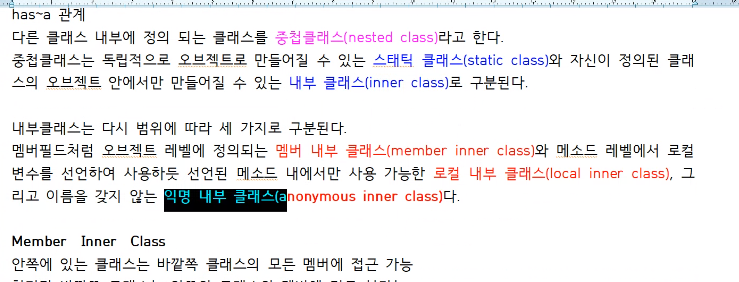 has~a 관계
다른 클래스 내부에 정의 되는 클래스를 중첩클래스(nested class)라고 한다.
중첩클래스는 독립적으로 오브젝트로 만들어질 수 있는 스태틱 클래스(static class)와 자신이 정의된 클래
스의 오브젝트 안에서만 만들어질 수 있는 내부 클래스(inner class)로 구분된다.
내부클래스는 다시 범위에 따라 세 가지로 구분된다.
멤버필드처럼 오브젝트 레벨에 정의되는 멤버 내부 클래스(member inner class)와 메소드 레벨에서 로컬
변수를 선언하여 사용하듯 선언된 메소드 내에서만 사용 가능한 로컬 내부 클래스(local inner class), 그
리고 이름을 갖지 않는 익명 내부 클래스(anonymous inner class)다.
Member Inner Class
안쪽에 있는 클래스는 바깥쪽 클래스의 모든 멤버에 접근 가능